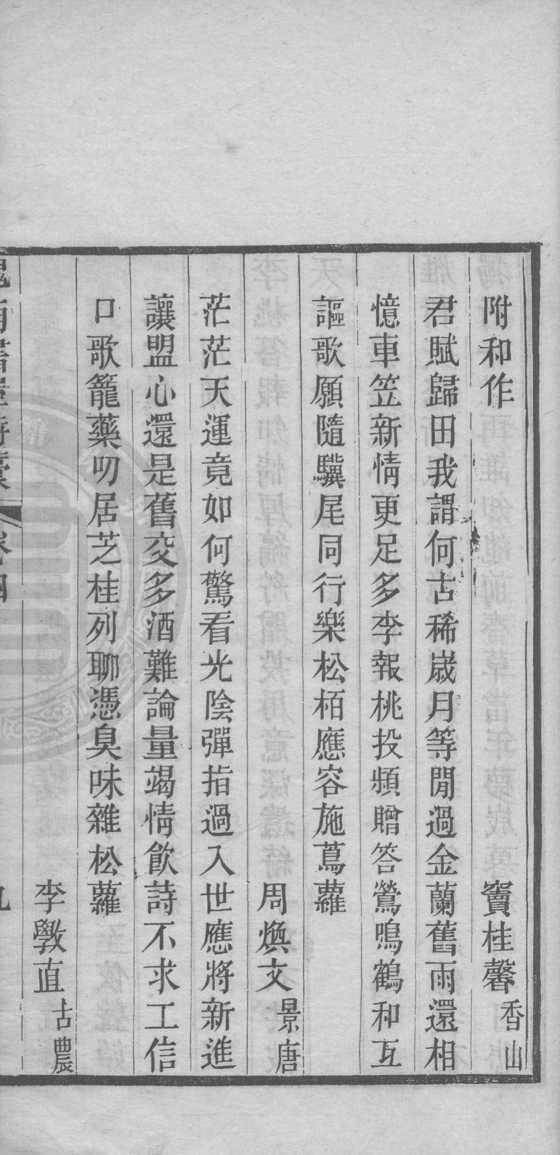 附和作　竇桂馨香山
君賦歸田我謂何古稀歲月等閒過金蘭舊雨還相
憶車笠新情更足多李報桃投頻贈答鶯鳴鶴和互
謳歌願隨驥尾同行樂松栢應容施蔦蘿
周煥文景唐
茫茫天運竟如何驚看光陰彈指過入世應將新進
讓盟心還是舊交多酒難論量竭情飲詩不求工信
口歌籠藥叨居芝桂列聊憑臭味雜松蘿
李斆直古農
卷四
九